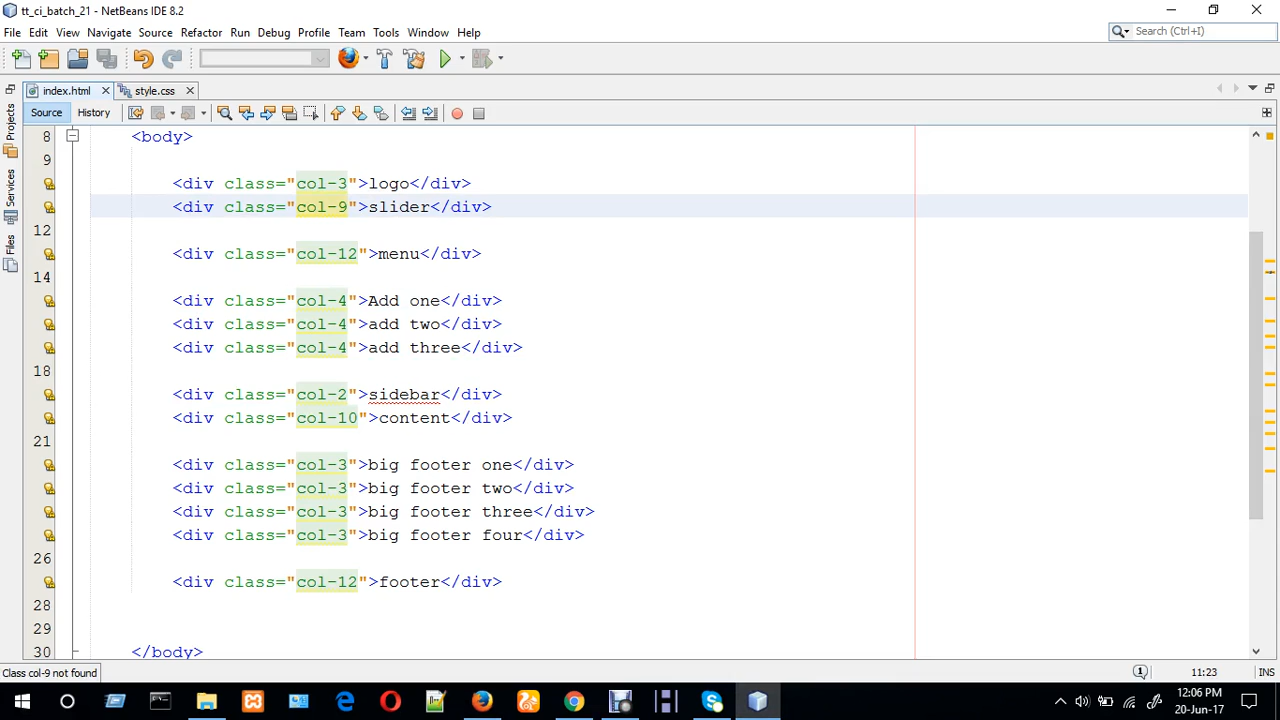 tt_ci_batch_21 - NetBeans IDE 8.2
File Edit View Navigate Source Refactor Run Debug Profile Team Tools Window Help
Search (Ctrl+I)
index.html style.css
Source History
Projects
Services
Files
8 <body>
9
<div class="col-3">logo</div>
<div class="col-9">slider</div>
12
<div class="col-12">menu</div>
14
<div class="col-4">Add one</div>
<div class="col-4">add two</div>
<div class="col-4">add three</div>
18
<div class="col-2">sidebar</div>
<div class="col-10">content</div>
21
<div class="col-3">big footer one</div>
<div class="col-3">big footer two</div>
<div class="col-3">big footer three</div>
<div class="col-3">big footer four</div>
26
<div class="col-12">footer</div>
28
29
30 </body>
Class col-9 not found 11:23 INS
12:06 PM
20-Jun-17